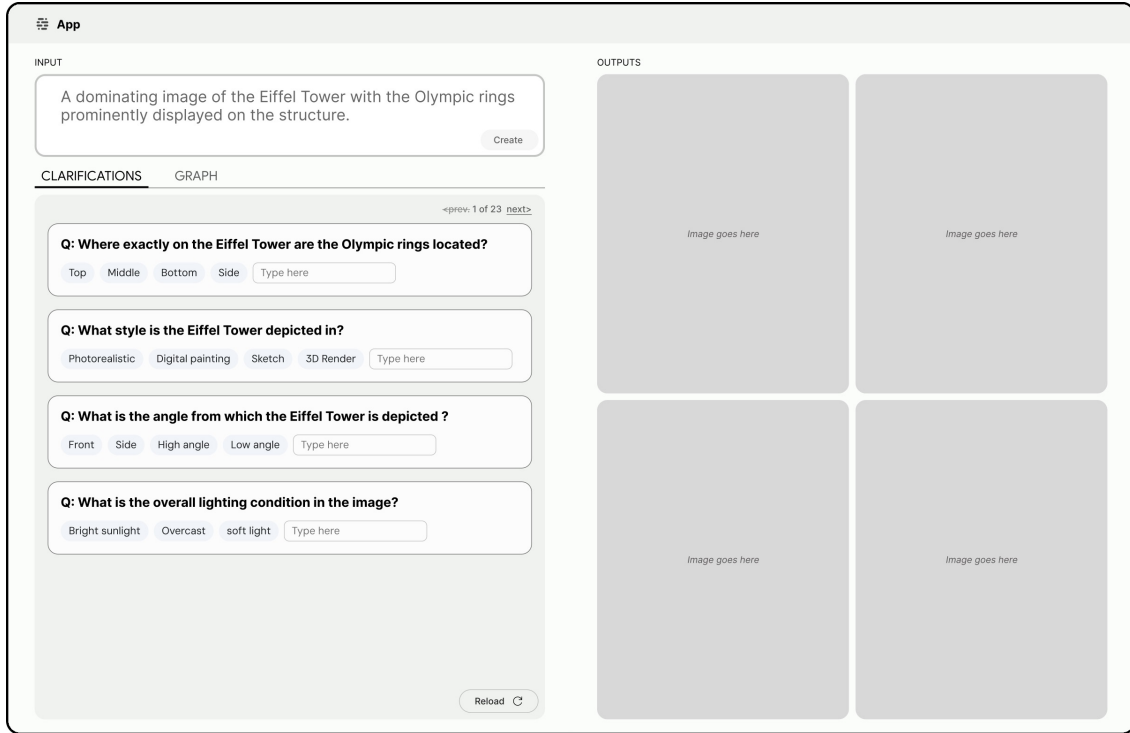 App
INPUT
A dominating image of the Eiffel Tower with the Olympic rings
prominently displayed on the structure.
Create
CLARIFICATIONS GRAPH
<prev. 1 of 23 next>
Q: Where exactly on the Eiffel Tower are the Olympic rings located?
Top Middle Bottom Side Type here
Q: What style is the Eiffel Tower depicted in?
Photorealistic Digital painting Sketch 3D Render Type here
Q: What is the angle from which the Eiffel Tower is depicted ?
Front Side High angle Low angle Type here
Q: What is the overall lighting condition in the image?
Bright sunlight Overcast soft light Type here
Reload
OUTPUTS
Image goes here Image goes here
Image goes here Image goes here